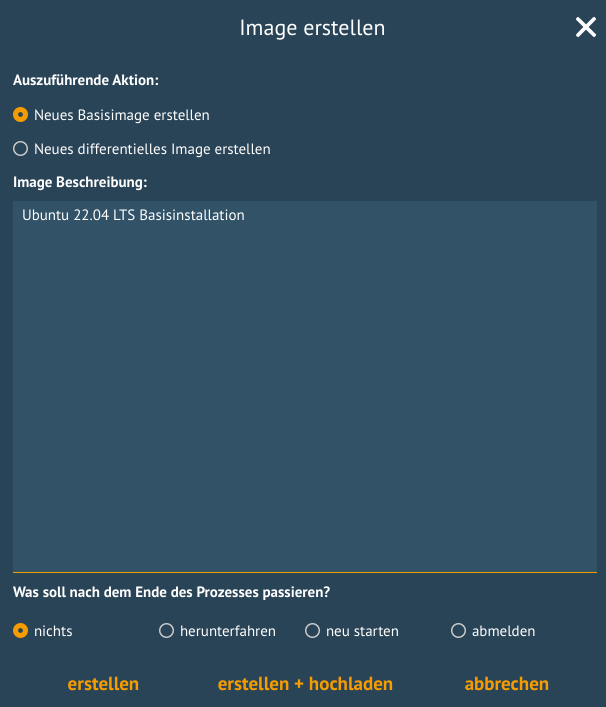 Image erstellen
Auszuführende Aktion:
Neues Basisimage erstellen
Neues differentielles Image erstellen
Image Beschreibung:
Ubuntu 22.04 LTS Basisinstallation
Was soll nach dem Ende des Prozesses passieren?
nichts herunterfahren neu starten abmelden
erstellen erstellen + hochladen abbrechen